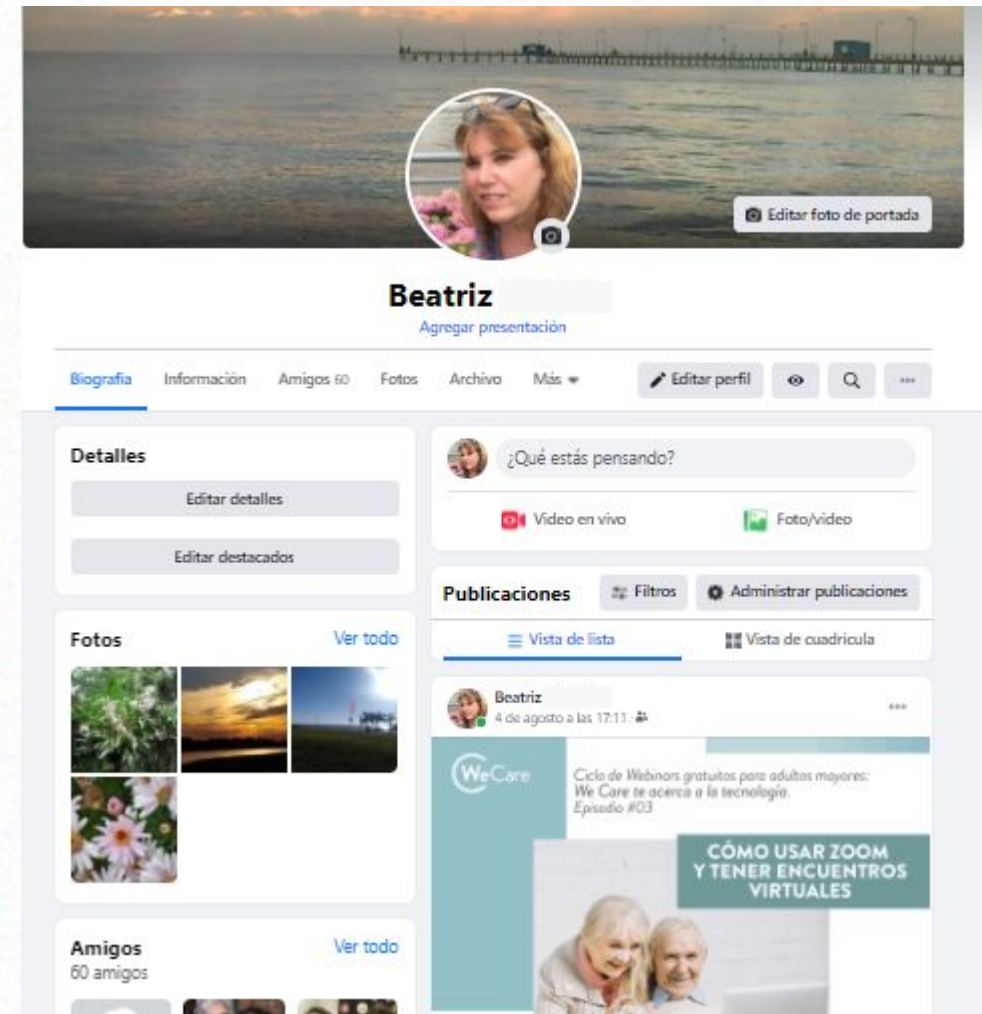 Editar foto de portada
Beatriz
Agregar presentación
Biografía Información Amigos 60 Fotos Archivo Más Editar perfil
Detalles
Editar detalles
Editar destacados
¿Qué estás pensando?
Video en vivo Foto/video
Publicaciones Filtros Administrar publicaciones
Vista de lista Vista de cuadrícula
Fotos Ver todo
Beatriz
4 de agosto a las 17:11
WeCare
Ciclo de Webinars gratuitos para adultos mayores:
We Care te acerca a la tecnología.
Episodio #03
CÓMO USAR ZOOM
Y TENER ENCUENTROS
VIRTUALES
Amigos Ver todo
60 amigos